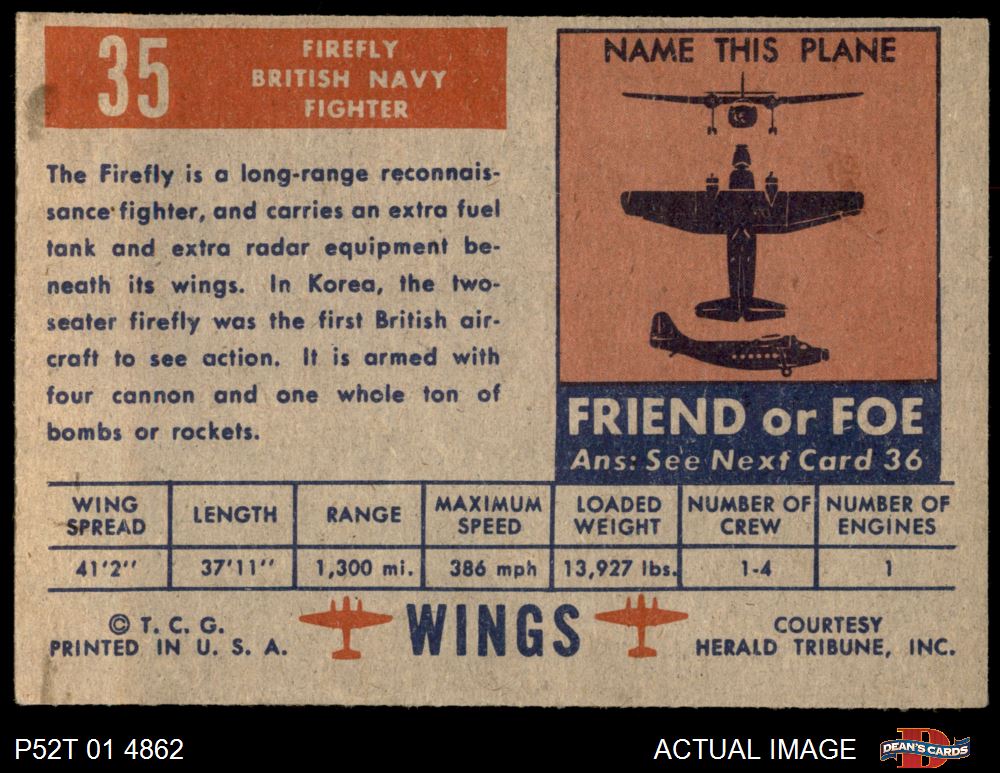 35
FIREFLY
BRITISH NAVY
FIGHTER
The Firefly is a long-range reconnais-
sance fighter, and carries an extra fuel
tank and extra radar equipment be-
neath its wings. In Korea, the two-
seater firefly was the first British air-
craft to see action. It is armed with
four cannon and one whole ton of
bombs or rockets.
NAME THIS PLANE
FRIEND or FOE
Ans: See Next Card 36
WING SPREAD LENGTH RANGE MAXIMUM SPEED LOADED WEIGHT NUMBER OF CREW NUMBER OF ENGINES
41'2'' 37'11'' 1,300 mi. 386 mph 13,927 lbs. 1-4 1
© T. C. G.
PRINTED IN U. S. A.
WINGS
COURTESY
HERALD TRIBUNE, INC.
P52T 01 4862
ACTUAL IMAGE
D
DEAN'S CARDS